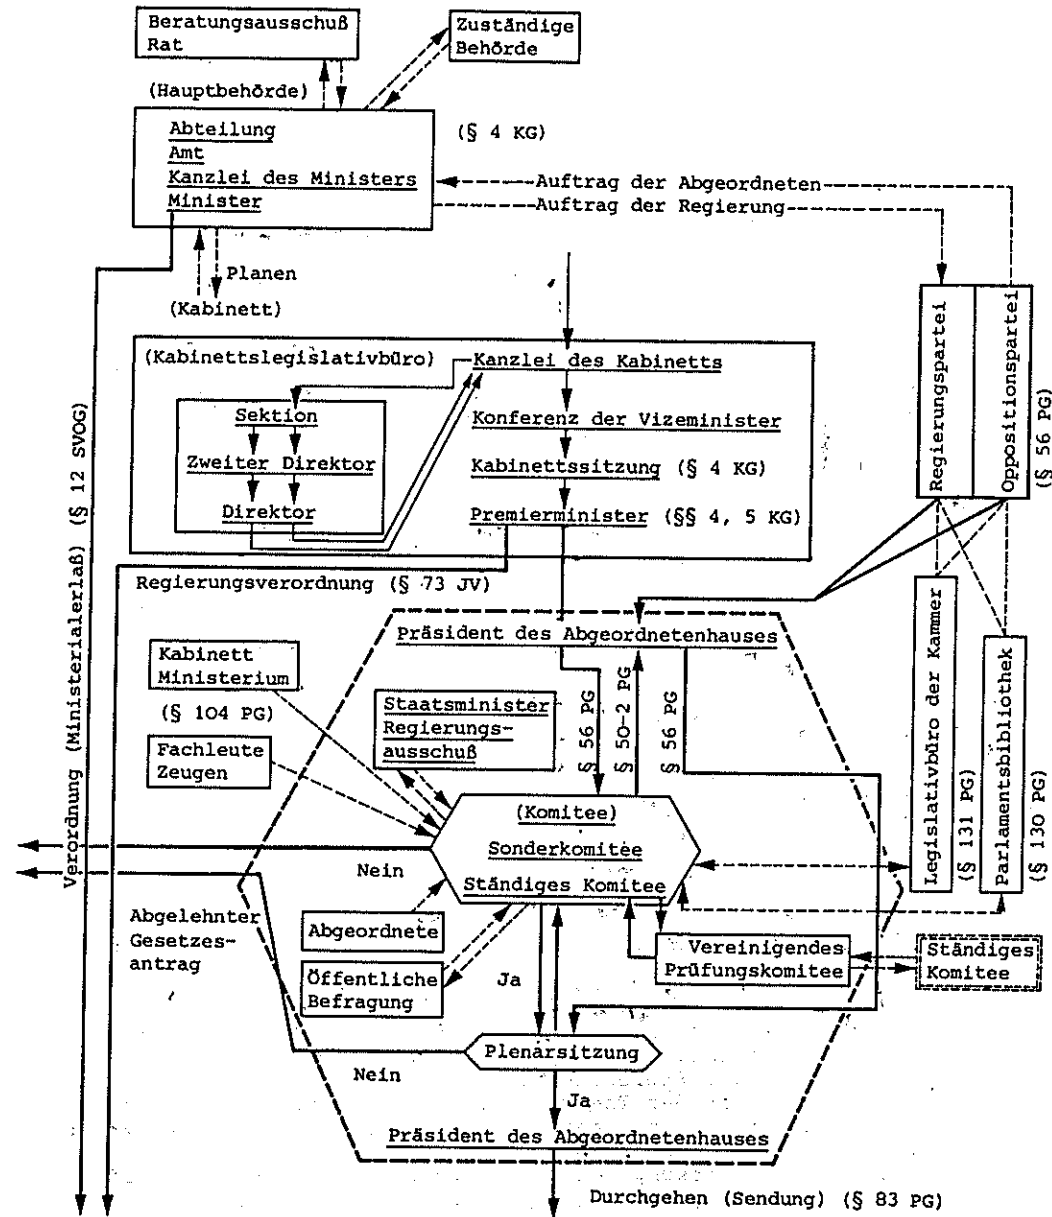 Beratungsausschuß
Rat
Zuständige
Behörde
(Hauptbehörde)
Abteilung
Amt
Kanzlei des Ministers
Minister
(§ 4 KG)
Auftrag der Abgeordneten
Auftrag der Regierung
Planen
(Kabinett)
Regierungspartei
Oppositionspartei
(§ 56 PG)
(Kabinettslegislativbüro)
Kanzlei des Kabinetts
Sektion
Konferenz der Vizeminister
Zweiter Direktor
Kabinettssitzung (§ 4 KG)
Direktor
Premierminister (§§ 4, 5 KG)
Verordnung (Ministerialerlaß) (§ 12 SVOG)
Regierungsverordnung (§ 73 JV)
Präsident des Abgeordnetenhauses
Kabinett
Ministerium
(§ 104 PG)
Staatsminister
Regierungs-
ausschuß
§ 56 PG
§ 50-2 PG
§ 56 PG
Fachleute
Zeugen
Legislativbüro der Kammer
(§ 131 PG)
Parlamentsbibliothek
(§ 130 PG)
(Komitee)
Sonderkomitee
Ständiges Komitee
Nein
Abgelehnter
Gesetzes-
antrag
Abgeordnete
Öffentliche
Befragung
Ja
Vereinigendes
Prüfungskomitee
Ständiges
Komitee
Plenarsitzung
Nein
Ja
Präsident des Abgeordnetenhauses
Durchgehen (Sendung) (§ 83 PG)